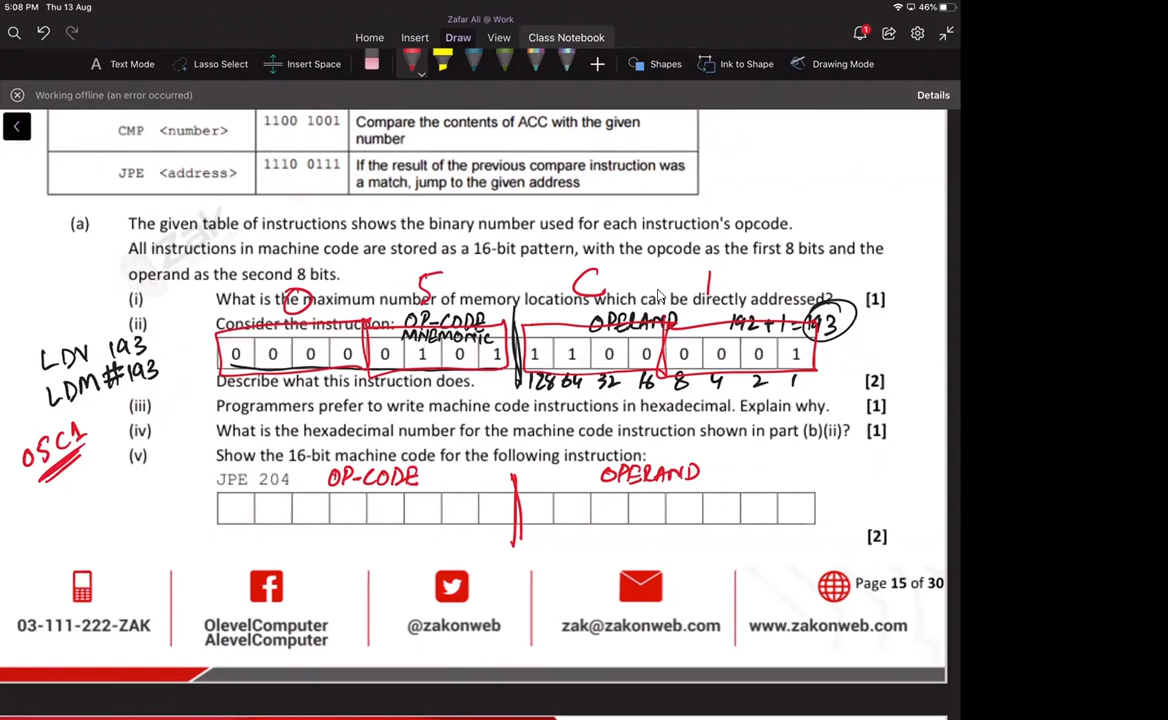 5:08 PM Thu 13 Aug
46%
Zafar Ali @ Work
Home Insert Draw View Class Notebook
1
A Text Mode Lasso Select Insert Space Shapes Ink to Shape Drawing Mode
Working offline (an error occurred) Details
CMP <number> 1100 1001 Compare the contents of ACC with the given
number
JPE <address> 1110 0111 If the result of the previous compare instruction was
a match, jump to the given address
(a) The given table of instructions shows the binary number used for each instruction's opcode.
All instructions in machine code are stored as a 16-bit pattern, with the opcode as the first 8 bits and the
operand as the second 8 bits.
0 5 C 1
(i) What is the maximum number of memory locations which can be directly addressed? [1]
(ii) Consider the instruction: OP-CODE OPERAND 192+1=193
MNEMONIC
LDV 193
0 0 0 0 0 1 0 1 1 1 0 0 0 0 0 1
LDM #193
128 64 32 16 8 4 2 1
Describe what this instruction does. [2]
(iii) Programmers prefer to write machine code instructions in hexadecimal. Explain why. [1]
(iv) What is the hexadecimal number for the machine code instruction shown in part (b)(ii)? [1]
05C1
(v) Show the 16-bit machine code for the following instruction:
JPE 204 OP-CODE OPERAND
[2]
Page 15 of 30
03-111-222-ZAK OlevelComputer @zakonweb zak@zakonweb.com www.zakonweb.com
AlevelComputer